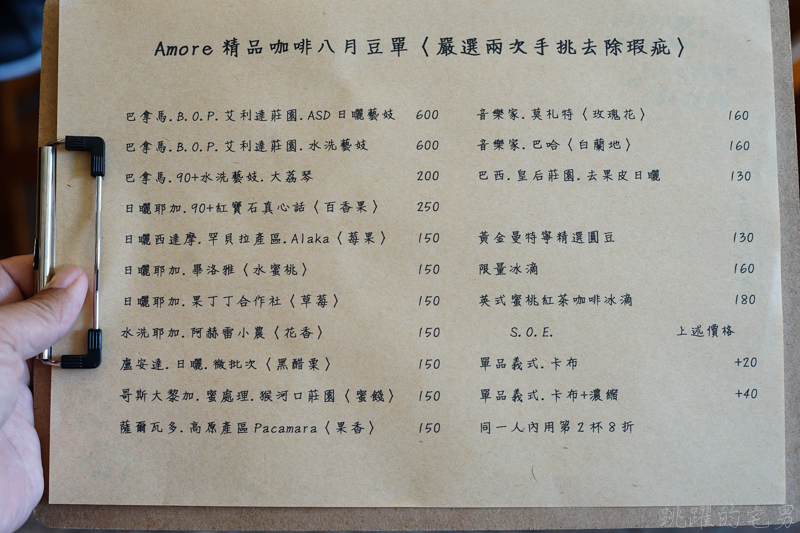 Amore 精品咖啡八月豆單〈嚴選兩次手挑去除瑕疵〉
巴拿馬.B.O.P.艾利達莊園.ASD日曬藝妓 600
巴拿馬.B.O.P.艾利達莊園.水洗藝妓 600
巴拿馬.90+水洗藝妓.大荔琴 200
日曬耶加.90+紅寶石真心話〈百香果〉 250
日曬西達摩.罕貝拉產區.Alaka〈莓果〉 150
日曬耶加.畢洛雅〈水蜜桃〉 150
日曬耶加.果丁丁合作社〈草莓〉 150
水洗耶加.阿赫雷小農〈花香〉 150
盧安達.日曬.微批次〈黑醋栗〉 150
哥斯大黎加.蜜處理.猴河口莊園〈蜜餞〉 150
薩爾瓦多.高原產區Pacamara〈果香〉 150
音樂家.莫札特〈玫瑰花〉 160
音樂家.巴哈〈白蘭地〉 160
巴西.皇后莊園.去果皮日曬 130
黃金曼特寧精選圓豆 130
限量冰滴 160
英式蜜桃紅茶咖啡冰滴 180
S.O.E. 上述價格
單品義式.卡布 +20
單品義式.卡布+濃縮 +40
同一人內用第2杯8折
跳躍的宅男